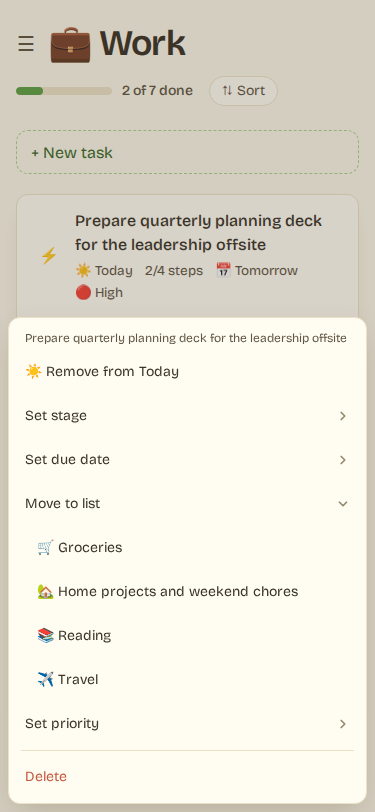 Work
2 of 7 done
Sort
+ New task
Prepare quarterly planning deck
for the leadership offsite
Today 2/4 steps Tomorrow
High
Prepare quarterly planning deck for the leadership offsite
Remove from Today
Set stage
Set due date
Move to list
Groceries
Home projects and weekend chores
Reading
Travel
Set priority
Delete